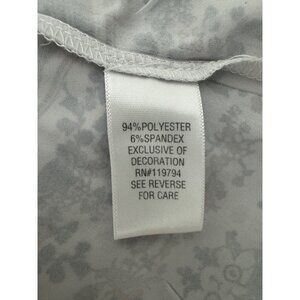 94%POLYESTER
6%SPANDEX
EXCLUSIVE OF
DECORATION
RN#119794
SEE REVERSE
FOR CARE